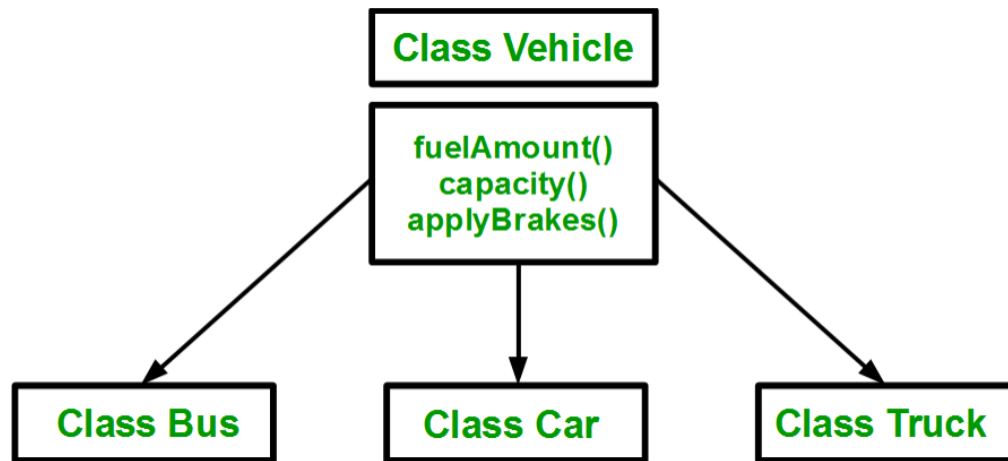 Class Vehicle
fuelAmount()
capacity()
applyBrakes()
Class Bus
Class Car
Class Truck